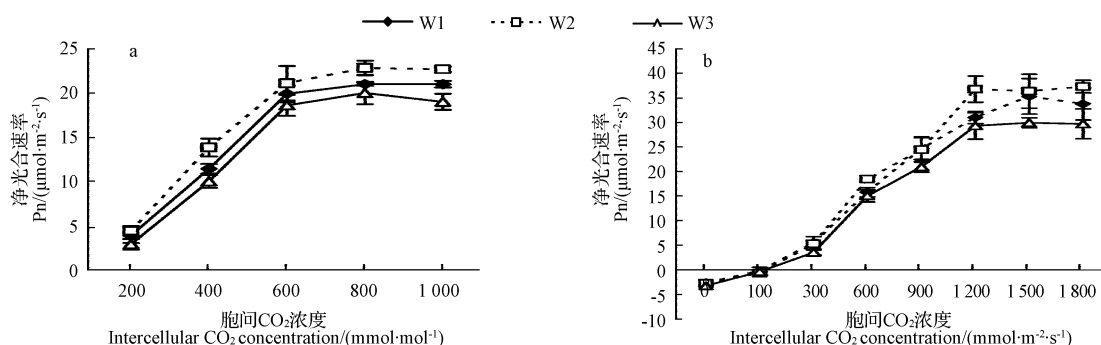 W1 W2 W3
a
净光合速率
Pn/(μmol·m⁻²·s⁻¹)
25
20
15
10
5
0
200 400 600 800 1 000
胞间CO₂浓度
Intercellular CO₂ concentration/(mmol·mol⁻¹)
b
净光合速率
Pn/(μmol·m⁻²·s⁻¹)
45
40
35
30
25
20
15
10
5
0
-5
-10
0 100 300 600 900 1 200 1 500 1 800
胞间CO₂浓度
Intercellular CO₂ concentration/(mmol·m⁻²·s⁻¹)